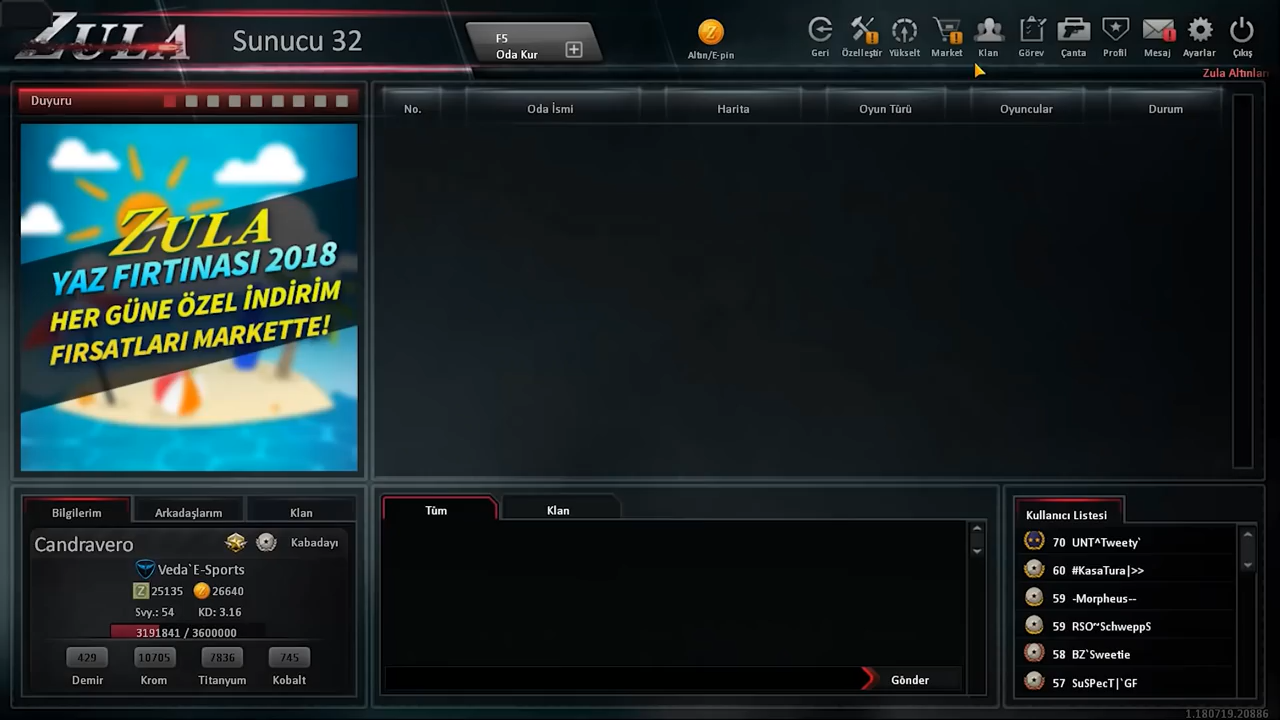 ZULA
Sunucu 32
F5
Oda Kur
Altın/E-pin
Geri
Özelleştir
Yükselt
Market
Klan
Görev
Çanta
Profil
Mesaj
Ayarlar
Çıkış
Zula Altınları
Duyuru
No.
Oda İsmi
Harita
Oyun Türü
Oyuncular
Durum
ZULA
YAZ FIRTINASI 2018
HER GÜNE ÖZEL İNDİRİM
FIRSATLARI MARKETTE!
Bilgilerim
Arkadaşlarım
Klan
Candravero
Kabadayı
Veda`E-Sports
Z 25135
Z 26640
Svy.: 54
KD: 3.16
3191841 / 3600000
429
10705
7836
745
Demir
Krom
Titanyum
Kobalt
Tüm
Klan
Gönder
Kullanıcı Listesi
70 UNT^Tweety`
60 #KasaTura|>>
59 -Morpheus--
59 RSO~SchweppS
58 BZ`Sweetie
57 SuSPecT|`GF
1.180719.20886